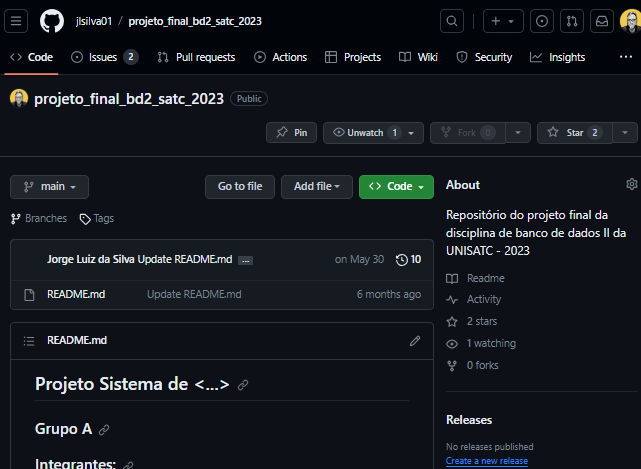 jlsilva01 / projeto_final_bd2_satc_2023
Code Issues 2 Pull requests Actions Projects Wiki Security Insights
projeto_final_bd2_satc_2023 Public
Pin Unwatch 1 Fork 0 Star 2
main Go to file Add file Code
Branches Tags
Jorge Luiz da Silva Update README.md ... on May 30 10
README.md Update README.md 6 months ago
README.md
Projeto Sistema de <...>
Grupo A
Integrantes:
About
Repositório do projeto final da
disciplina de banco de dados II da
UNISATC - 2023
Readme
Activity
2 stars
1 watching
0 forks
Releases
No releases published
Create a new release